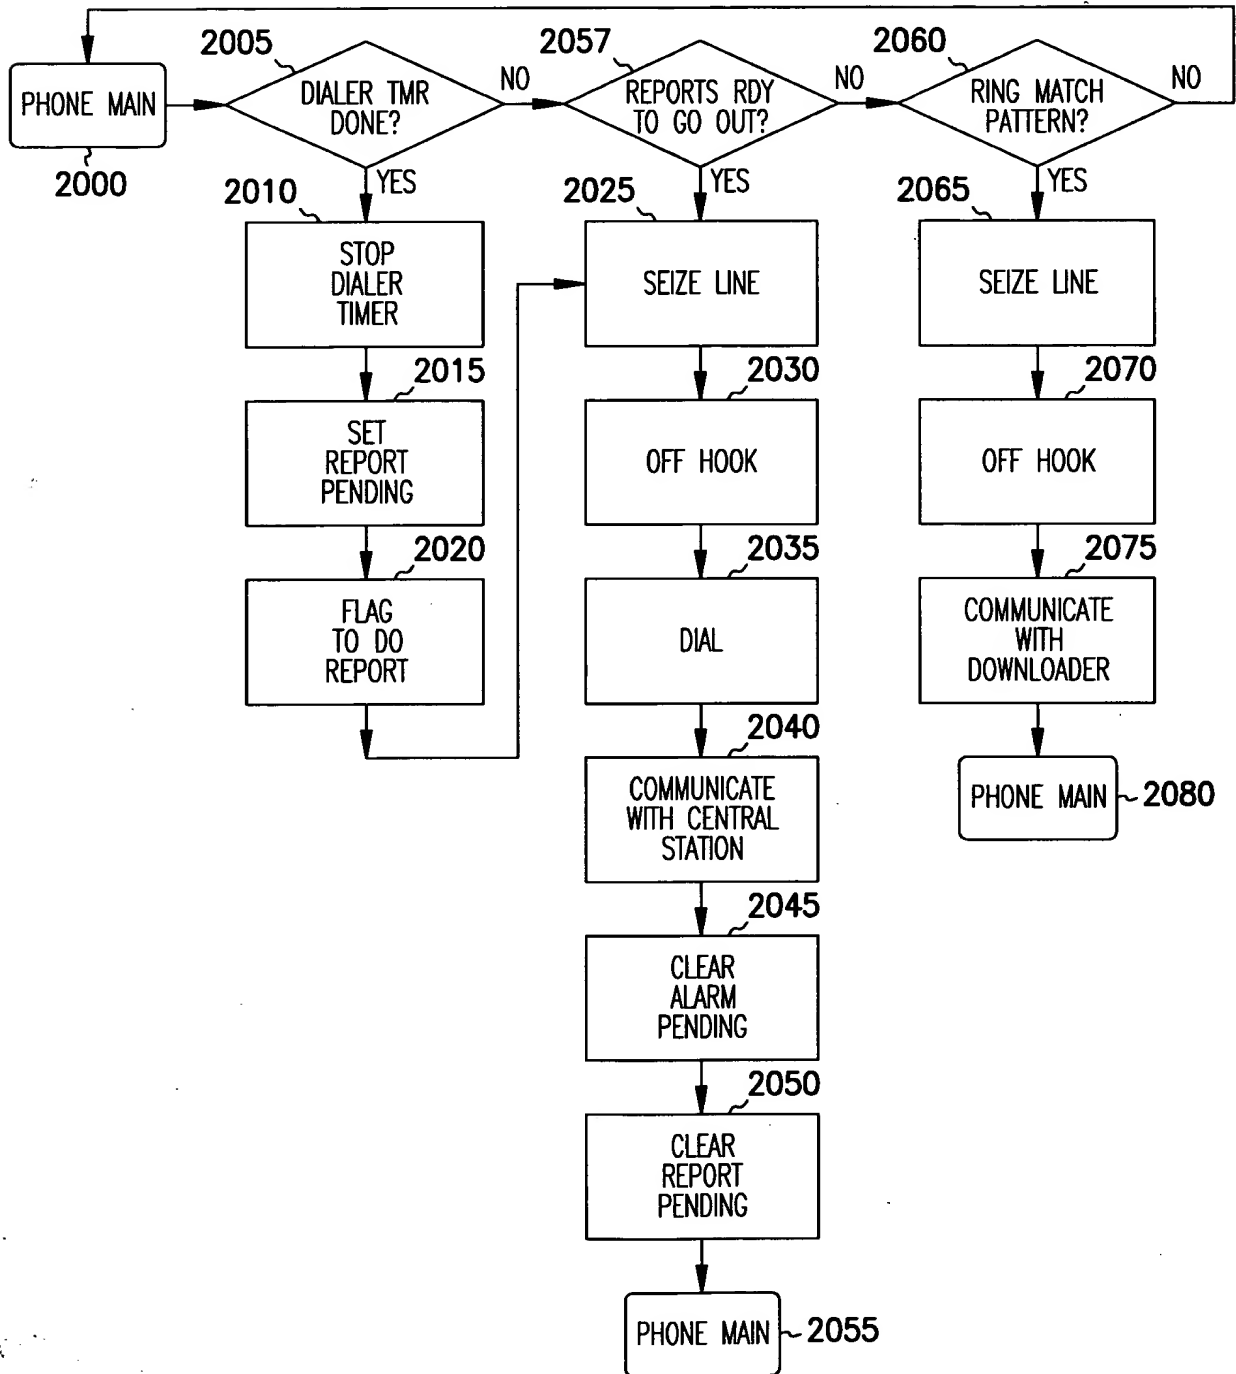 2005
2057
2060
PHONE MAIN
DIALER TMR
DONE?
NO
REPORTS RDY
TO GO OUT?
NO
RING MATCH
PATTERN?
NO
2000
YES
YES
YES
2010
2025
2065
STOP
DIALER
TIMER
SEIZE LINE
SEIZE LINE
2015
2030
2070
SET
REPORT
PENDING
OFF HOOK
OFF HOOK
2020
2035
2075
FLAG
TO DO
REPORT
DIAL
COMMUNICATE
WITH
DOWNLOADER
2040
COMMUNICATE
WITH CENTRAL
STATION
PHONE MAIN
2080
2045
CLEAR
ALARM
PENDING
2050
CLEAR
REPORT
PENDING
PHONE MAIN
2055